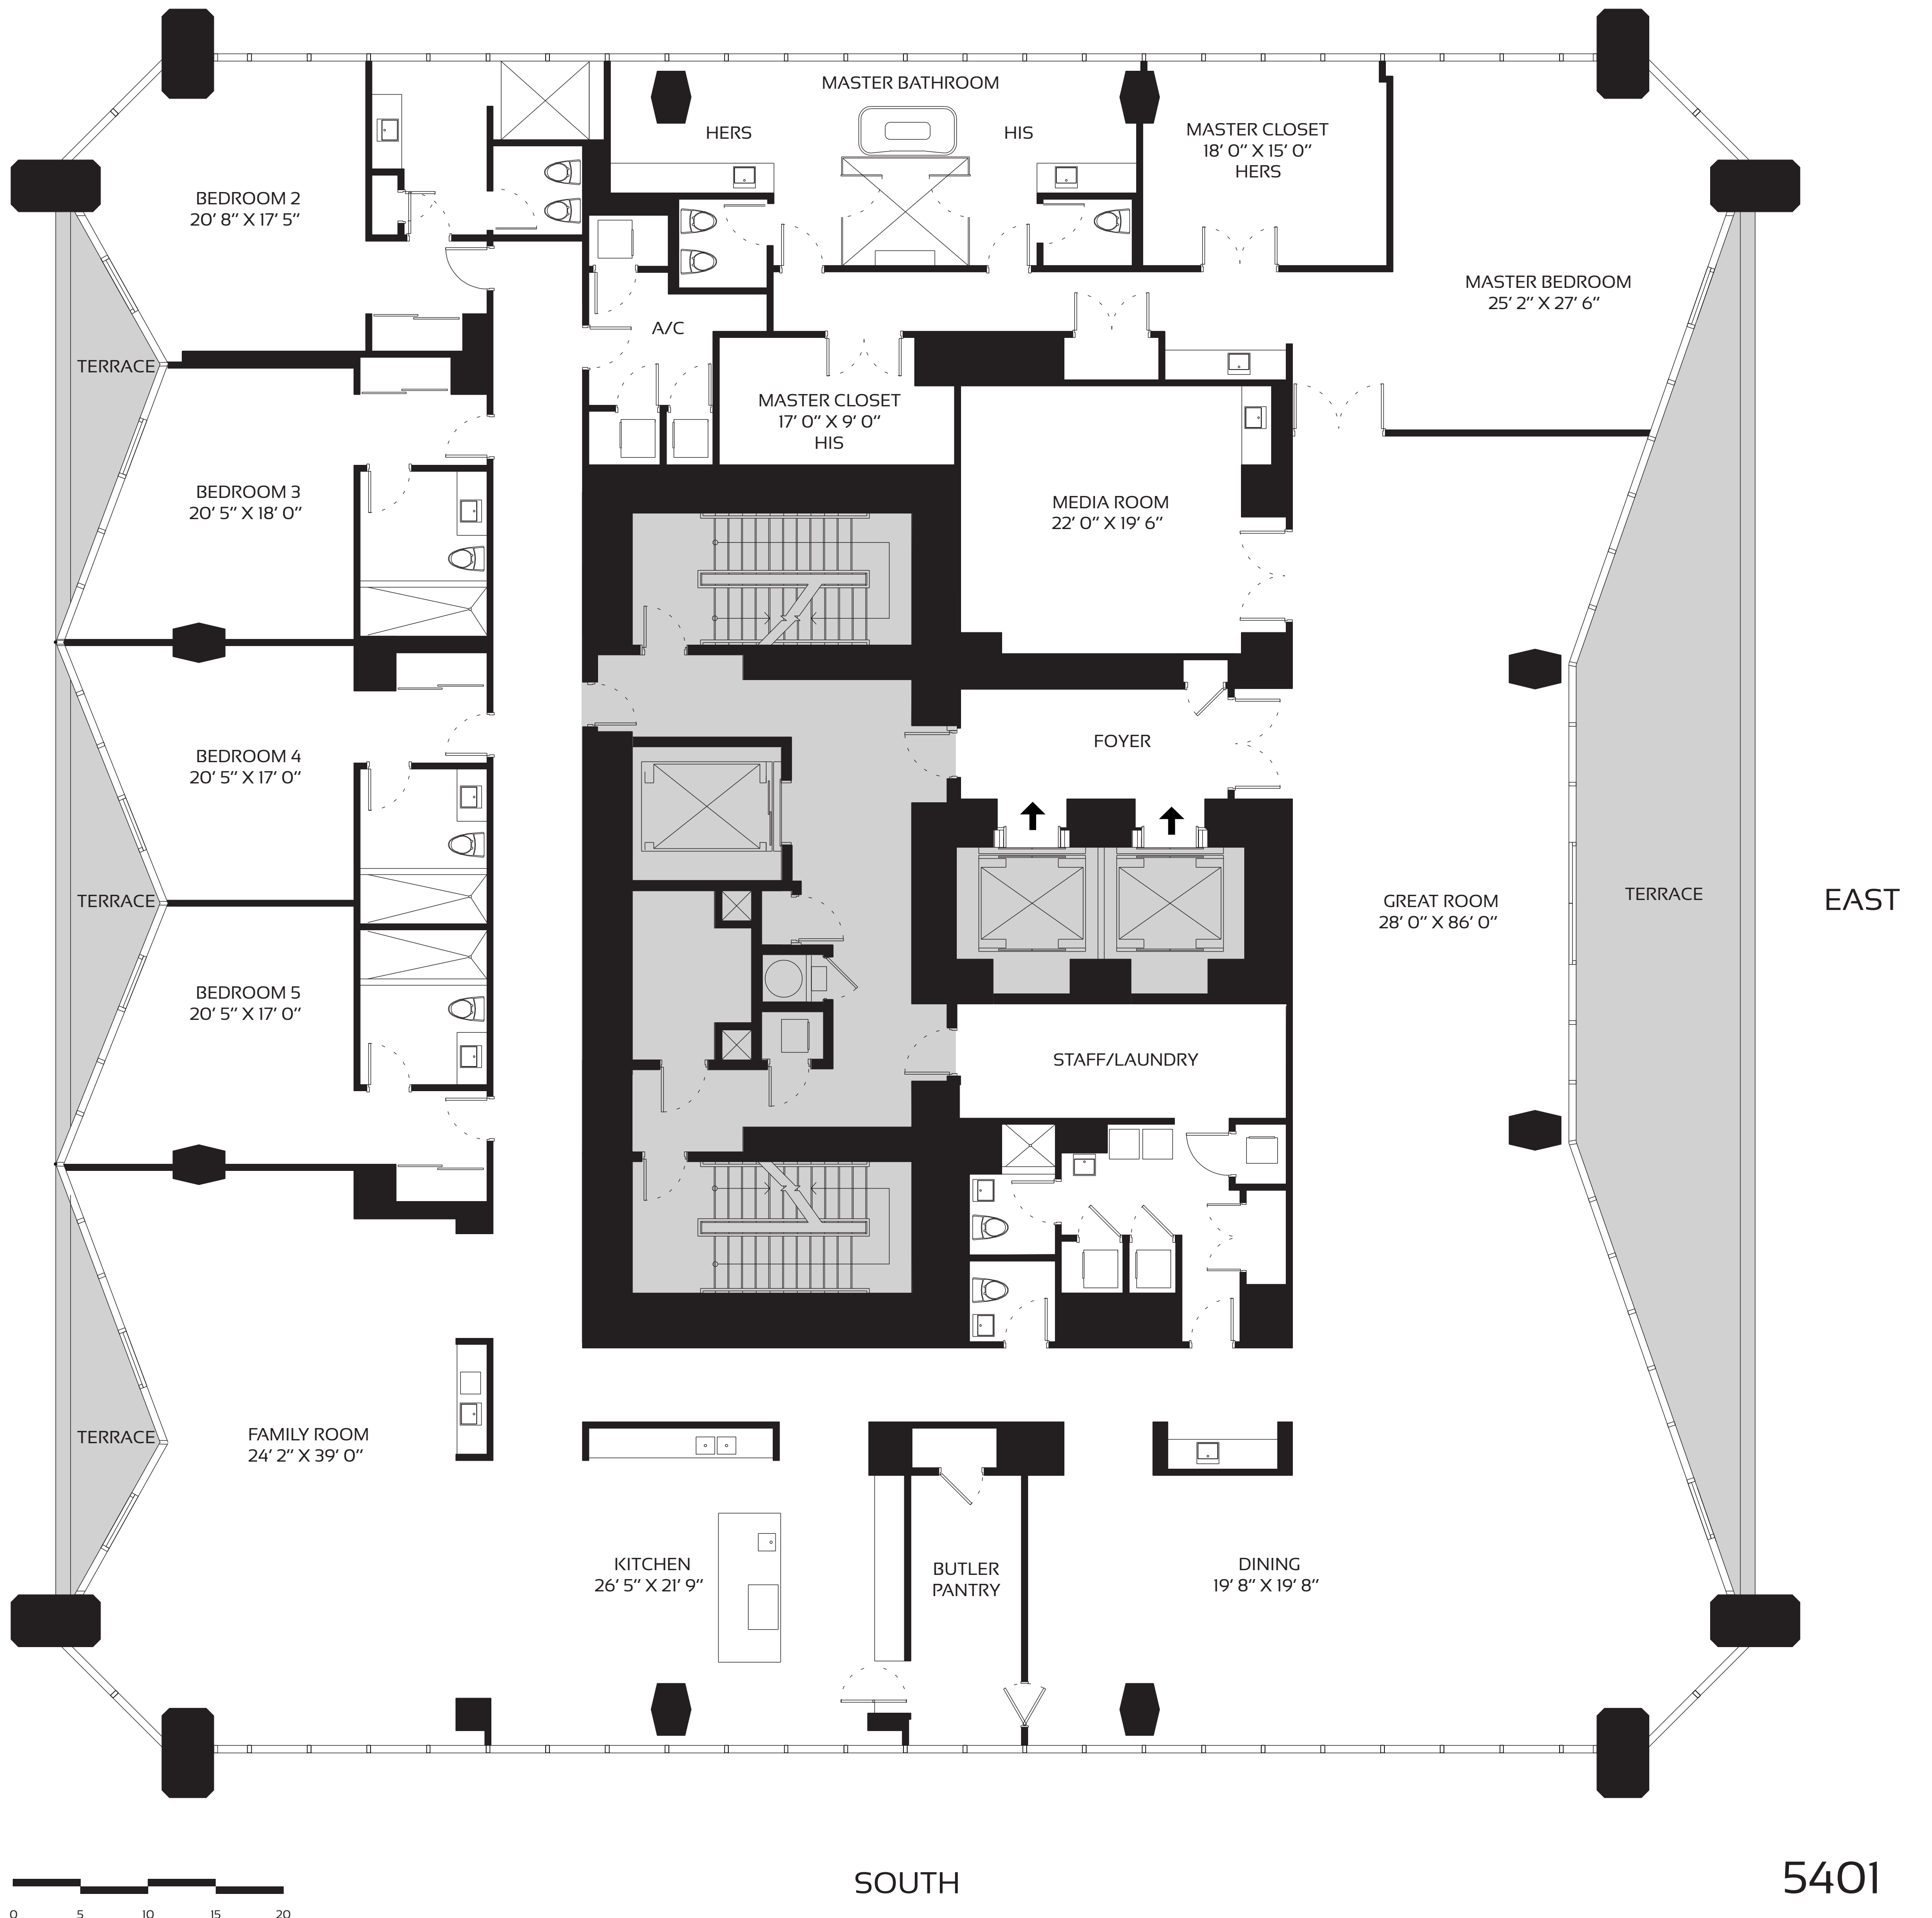 MASTER BATHROOM
HERS
HIS
MASTER CLOSET
18' 0" X 15' 0"
HERS
BEDROOM 2
20' 8" X 17' 5"
MASTER BEDROOM
25' 2" X 27' 6"
A/C
TERRACE
MASTER CLOSET
17' 0" X 9' 0"
HIS
BEDROOM 3
20' 5" X 18' 0"
MEDIA ROOM
22' 0" X 19' 6"
FOYER
BEDROOM 4
20' 5" X 17' 0"
TERRACE
GREAT ROOM
28' 0" X 86' 0"
TERRACE
EAST
BEDROOM 5
20' 5" X 17' 0"
STAFF/LAUNDRY
TERRACE
FAMILY ROOM
24' 2" X 39' 0"
KITCHEN
26' 5" X 21' 9"
BUTLER
PANTRY
DINING
19' 8" X 19' 8"
SOUTH
5401
0 5 10 15 20